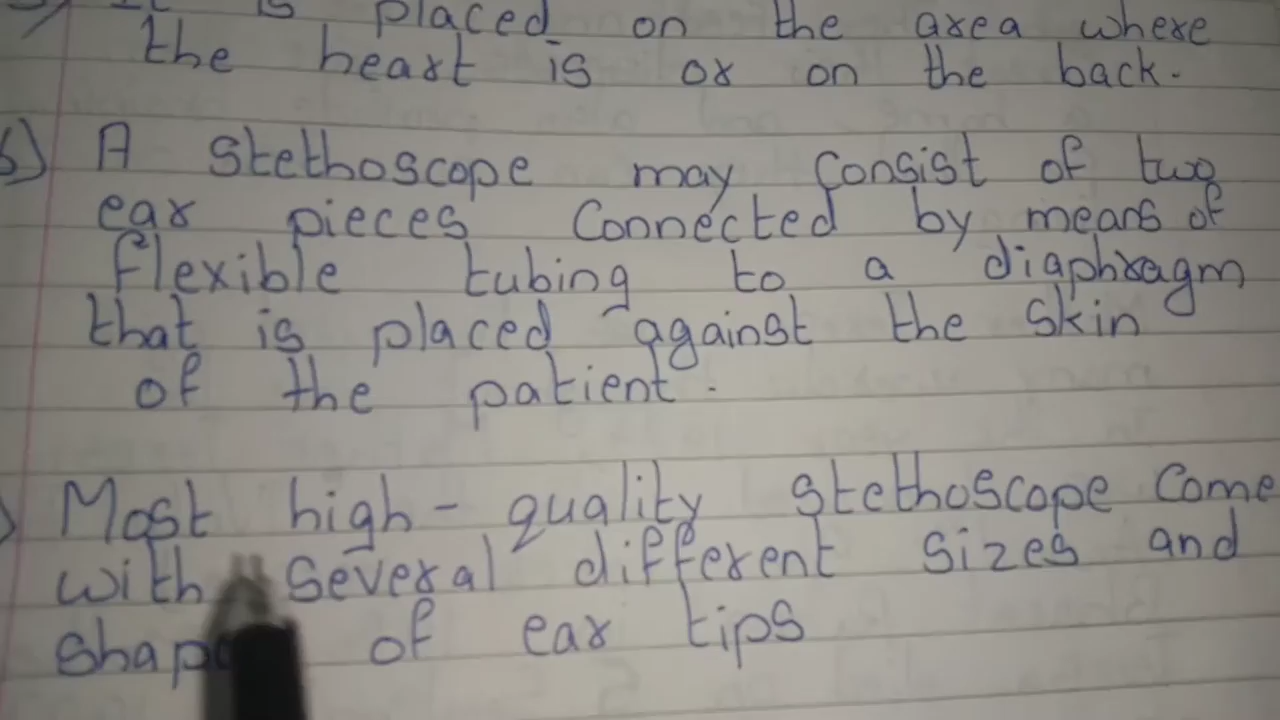 is placed on the area where
the heart is or on the back.
6) A stethoscope may consist of two
ear pieces connected by means of
flexible tubing to a diaphragm
that is placed against the skin
of the patient.
Most high-quality stethoscope come
with several different sizes and
of ear tips